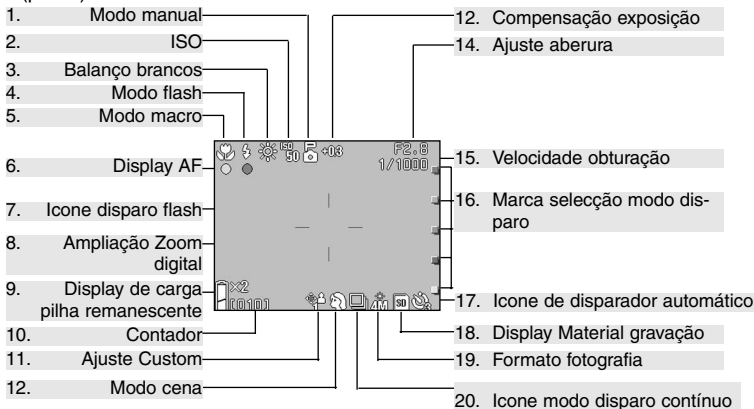 1. Modo manual
2. ISO
3. Balanço brancos
4. Modo flash
5. Modo macro
6. Display AF
7. Icone disparo flash
8. Ampliação Zoom
digital
9. Display de carga
pilha remanescente
10. Contador
11. Ajuste Custom
12. Modo cena
ISO
50
+0.3
F2.8
1/1000
×2
[010]
4M
SD
3
12. Compensação exposição
14. Ajuste aberura
15. Velocidade obturação
16. Marca selecção modo dis-
paro
17. Icone de disparador automático
18. Display Material gravação
19. Formato fotografia
20. Icone modo disparo contínuo